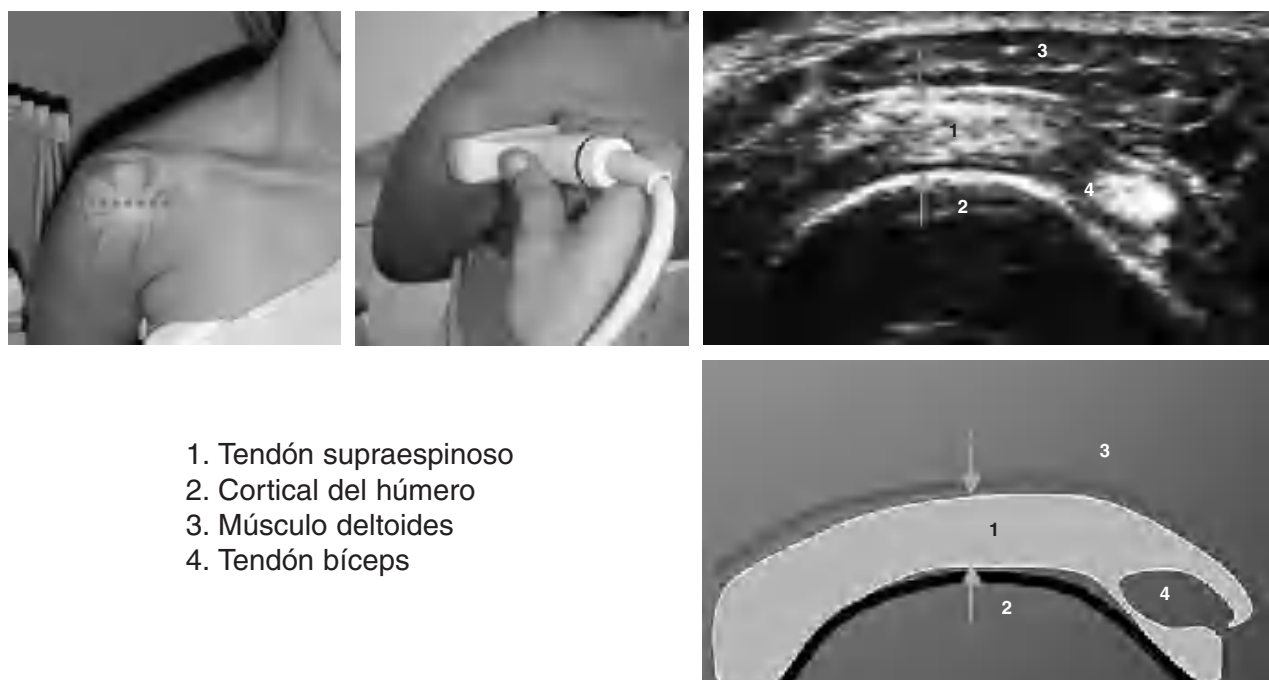 3
1
4
2
1. Tendón supraespinoso
2. Cortical del húmero
3. Músculo deltoides
4. Tendón bíceps
3
1
4
2